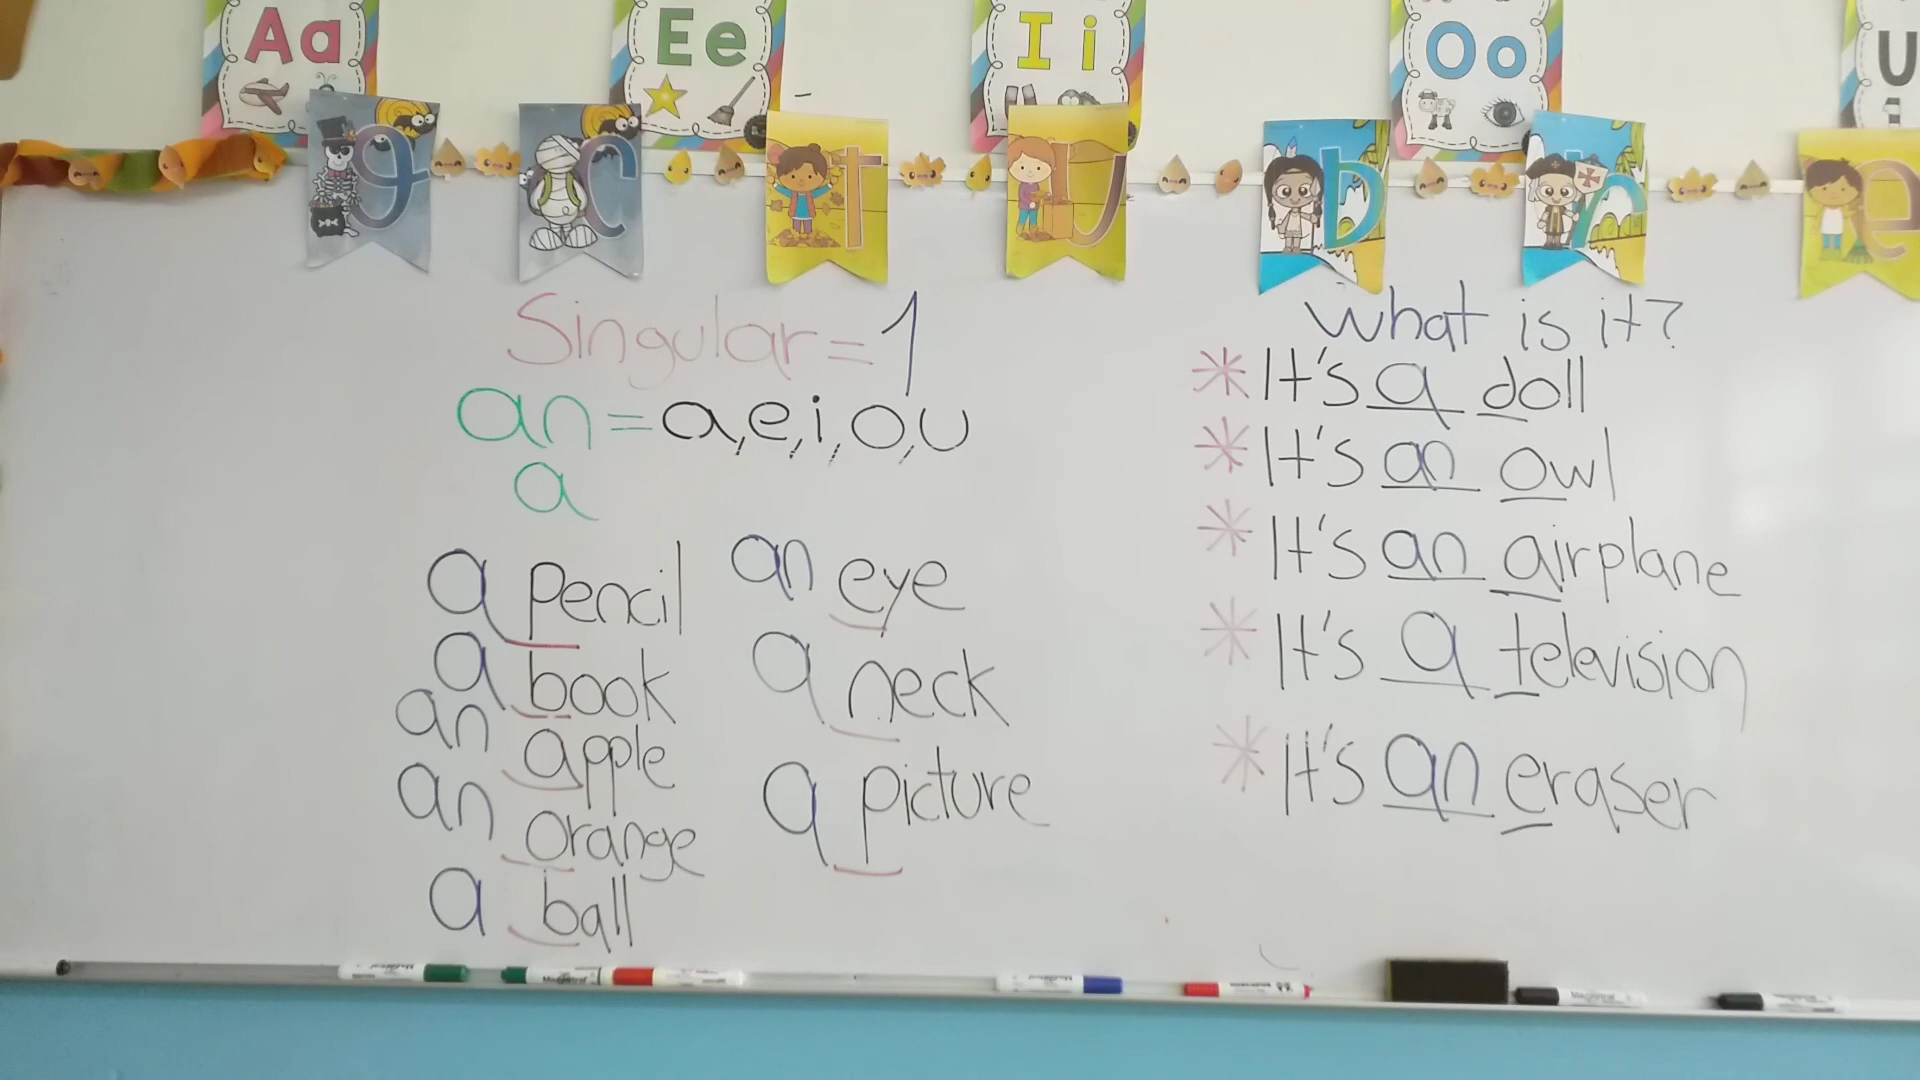 Aa
Ee
Ii
Oo
U
O c t u b r e
Singular = 1
an = a, e, i, o, u
a
a pencil
a book
an apple
an orange
a ball
an eye
a neck
a picture
What is it?
* It's a doll
* It's an owl
* It's an airplane
* It's a television
* It's an eraser